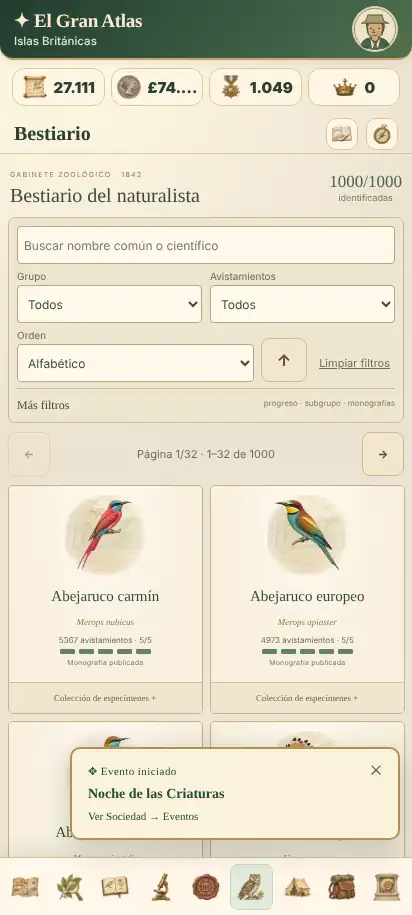 ✦ El Gran Atlas
Islas Británicas
27.111
£74....
1.049
0
Bestiario
GABINETE ZOOLÓGICO · 1842
Bestiario del naturalista
1000/1000
identificadas
Buscar nombre común o científico
Grupo
Avistamientos
Todos
Todos
Orden
Alfabético
↑
Limpiar filtros
Más filtros
progreso · subgrupo · monografías
←
Página 1/32 · 1–32 de 1000
→
Abejaruco carmín
Merops nubicus
5367 avistamientos · 5/5
Monografía publicada
Colección de especímenes +
Abejaruco europeo
Merops apiaster
4973 avistamientos · 5/5
Monografía publicada
Colección de especímenes +
✥ Evento iniciado
Noche de las Criaturas
Ver Sociedad → Eventos